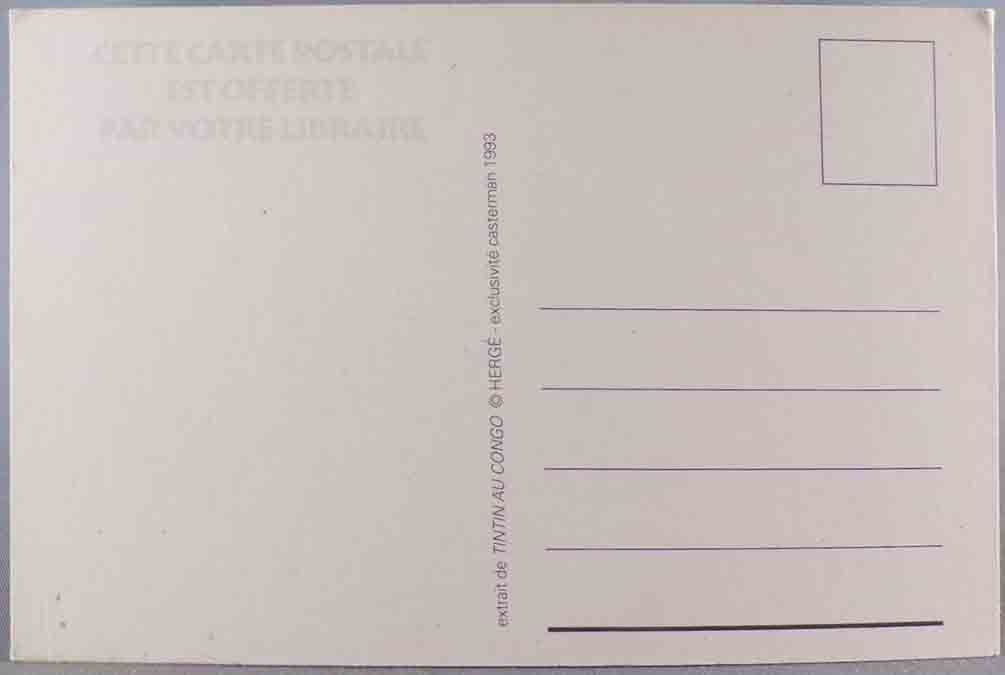 CETTE CARTE POSTALE
EST OFFERTE
PAR VOTRE LIBRAIRE
extrait de TINTIN AU CONGO © HERGÉ - exclusivité casterman 1993